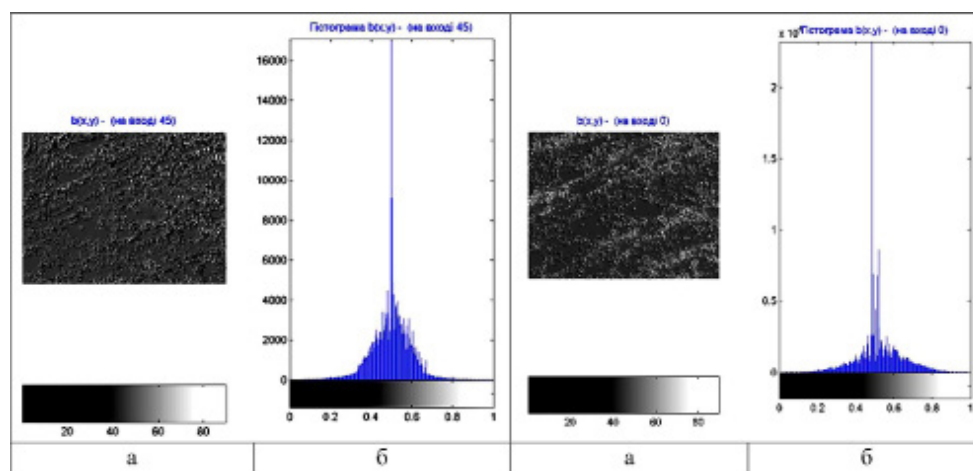 b(x,y) - (на вході 45)
20 40 60 80
а
Гістограма b(x,y) - (на вході 45)
16000
14000
12000
10000
8000
6000
4000
2000
0
0 0.2 0.4 0.6 0.8 1
б
b(x,y) - (на вході 0)
20 40 60 80
а
Гістограма b(x,y) - (на вході 0)
2
1.5
1
0.5
0
0 0.2 0.4 0.6 0.8 1
б